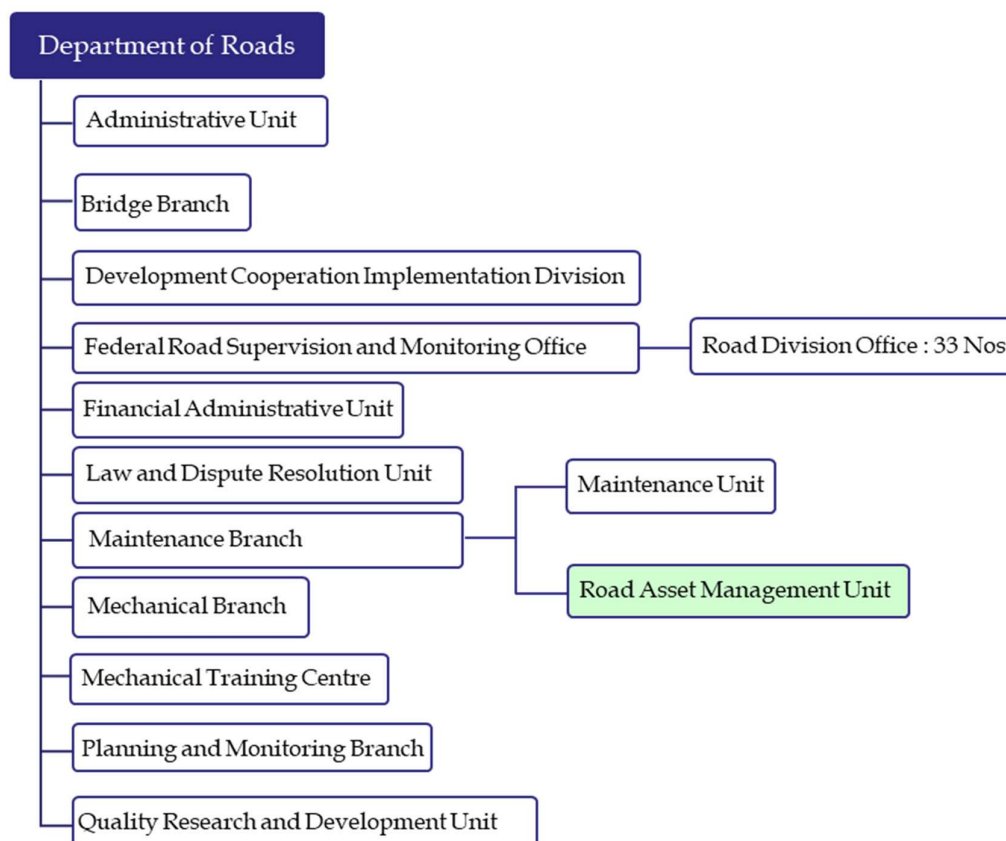 Department of Roads
Administrative Unit
Bridge Branch
Development Cooperation Implementation Division
Federal Road Supervision and Monitoring Office
Road Division Office : 33 Nos
Financial Administrative Unit
Law and Dispute Resolution Unit
Maintenance Branch
Maintenance Unit
Road Asset Management Unit
Mechanical Branch
Mechanical Training Centre
Planning and Monitoring Branch
Quality Research and Development Unit